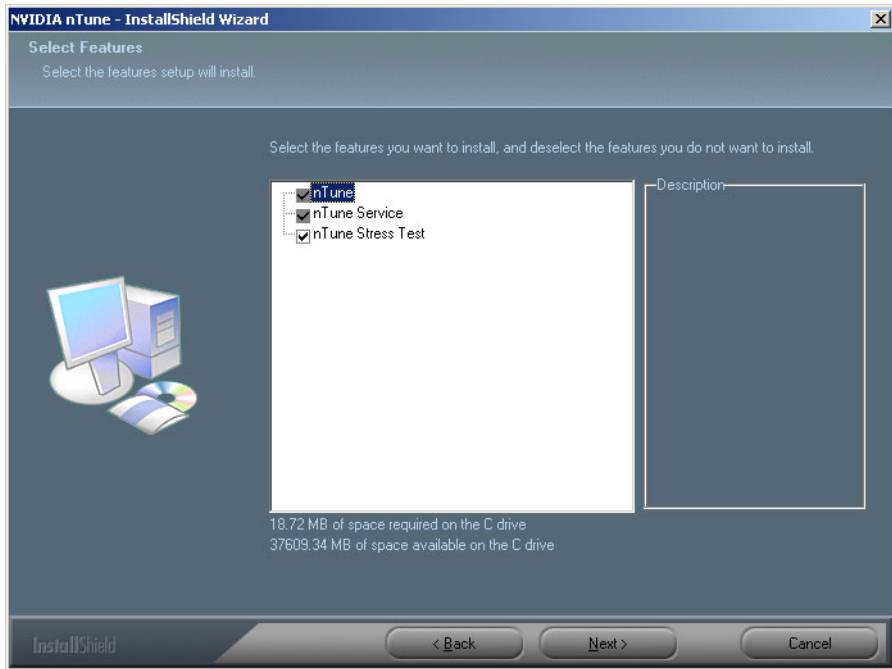 NVIDIA nTune - InstallShield Wizard
Select Features
Select the features setup will install.
Select the features you want to install, and deselect the features you do not want to install.
nTune
nTune Service
nTune Stress Test
Description
18.72 MB of space required on the C drive
37609.34 MB of space available on the C drive
InstallShield
< Back
Next >
Cancel